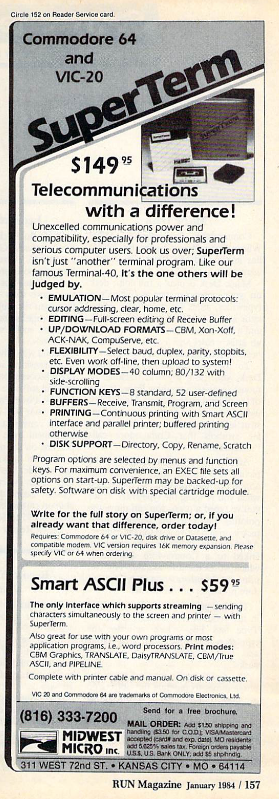 Circle 152 on Reader Service card.
Commodore 64
and
VIC-20
SuperTerm
$149 95
Telecommunications
with a difference!
Unexcelled communications power and
compatibility, especially for professionals and
serious computer users. Look us over; SuperTerm
isn't just "another" terminal program. Like our
famous Terminal-40, it's the one others will be
judged by.
• EMULATION—Most popular terminal protocols:
cursor addressing, clear, home, etc.
• EDITING—Full-screen editing of Receive Buffer
• UP/DOWNLOAD FORMATS—CBM, Xon-Xoff,
ACK-NAK, CompuServe, etc.
• FLEXIBILITY—Select baud, duplex, parity, stopbits,
etc. Even work off-line, then upload to system!
• DISPLAY MODES—40 column; 80/132 with
side-scrolling
• FUNCTION KEYS—8 standard, 52 user-defined
• BUFFERS—Receive, Transmit, Program, and Screen
• PRINTING—Continuous printing with Smart ASCII
interface and parallel printer; buffered printing
otherwise
• DISK SUPPORT—Directory, Copy, Rename, Scratch
Program options are selected by menus and function
keys. For maximum convenience, an EXEC file sets all
options on start-up. SuperTerm may be backed-up for
safety. Software on disk with special cartridge module.
Write for the full story on SuperTerm; or, if you
already want that difference, order today!
Requires: Commodore 64 or VIC-20, disk drive or Datasette, and
compatible modem. VIC version requires 16K memory expansion. Please
specify VIC or 64 when ordering.
Smart ASCII Plus . . . $59 95
The only interface which supports streaming — sending
characters simultaneously to the screen and printer — with
SuperTerm.
Also great for use with your own programs or most
application programs, i.e., word processors. Print modes:
CBM Graphics, TRANSLATE, DaisyTRANSLATE, CBM/True
ASCII, and PIPELINE.
Complete with printer cable and manual. On disk or cassette.
VIC 20 and Commodore 64 are trademarks of Commodore Electronics, Ltd.
(816) 333-7200
Send for a free brochure.
MIDWEST
MICRO inc.
MAIL ORDER: Add $1.50 shipping and
handling ($3.50 for C.O.D.); VISA/Mastercard
accepted (card# and exp. date). MO residents
add 5.625% sales tax. Foreign orders payable
U.S.$, U.S. Bank ONLY; add $5 shp/hndlg.
311 WEST 72nd ST. • KANSAS CITY • MO • 64114
RUN Magazine January 1984 / 157